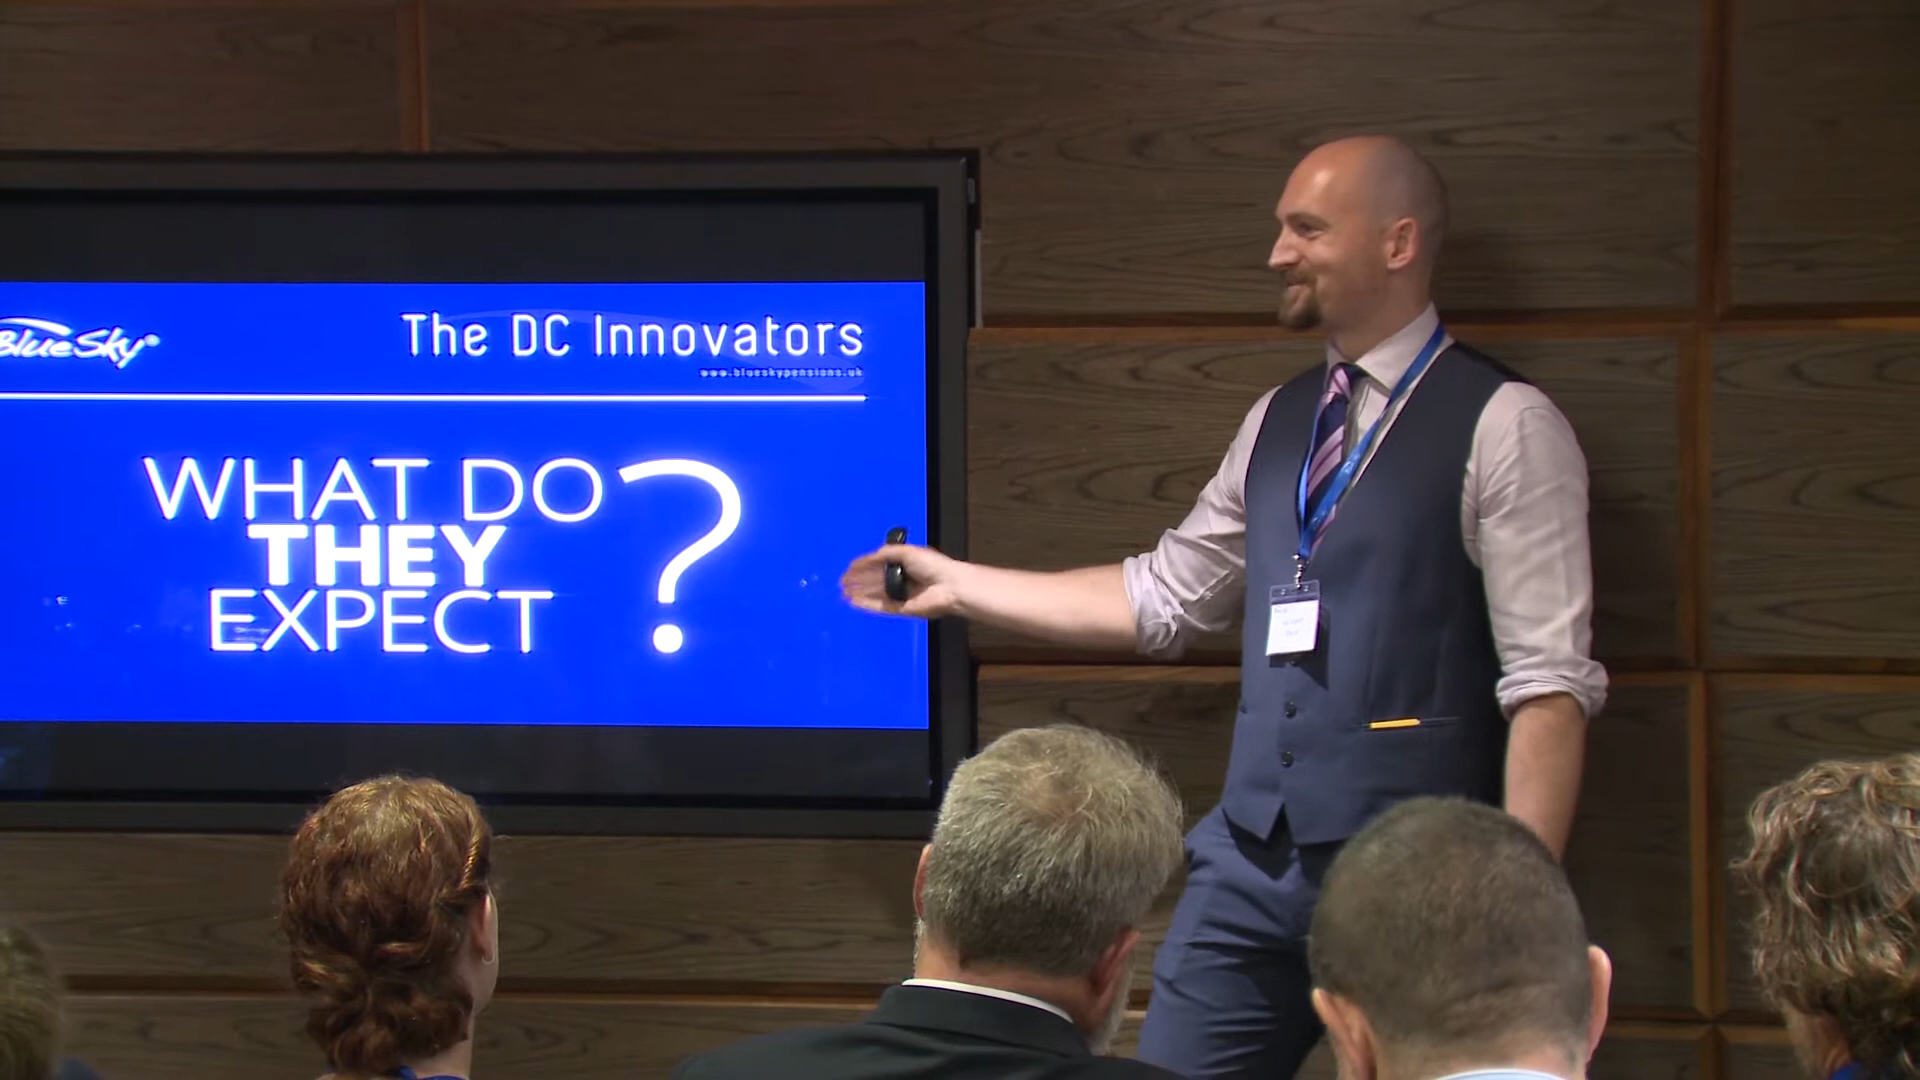 BlueSky®
The DC Innovators
www.blueskypensions.uk
WHAT DO
THEY
EXPECT
?